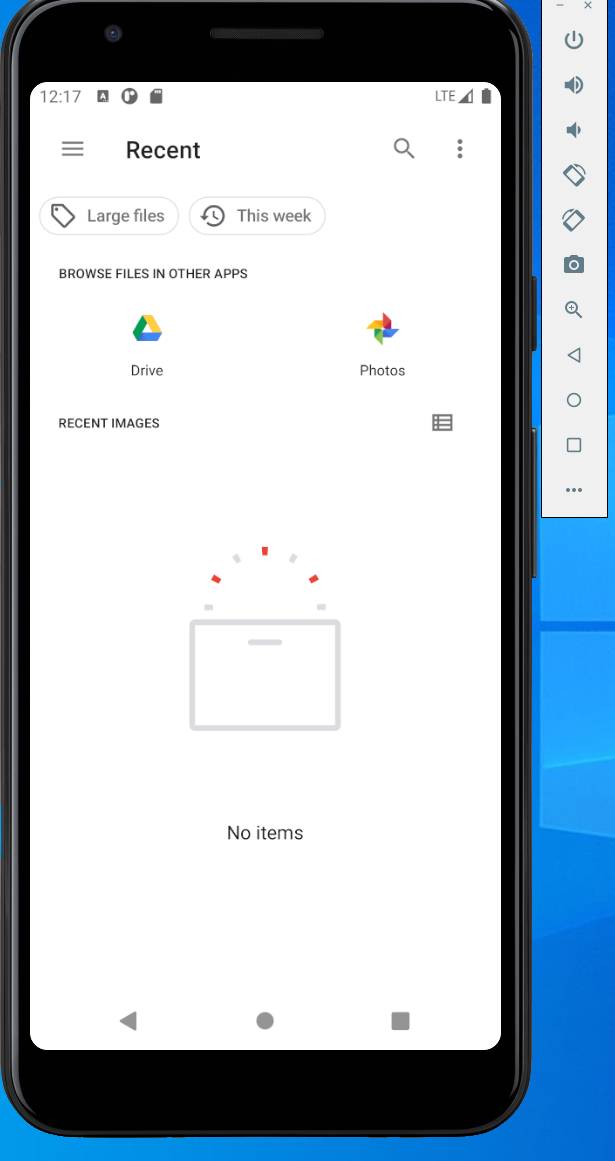 12:17 LTE
Recent
Large files This week
BROWSE FILES IN OTHER APPS
Drive Photos
RECENT IMAGES
No items